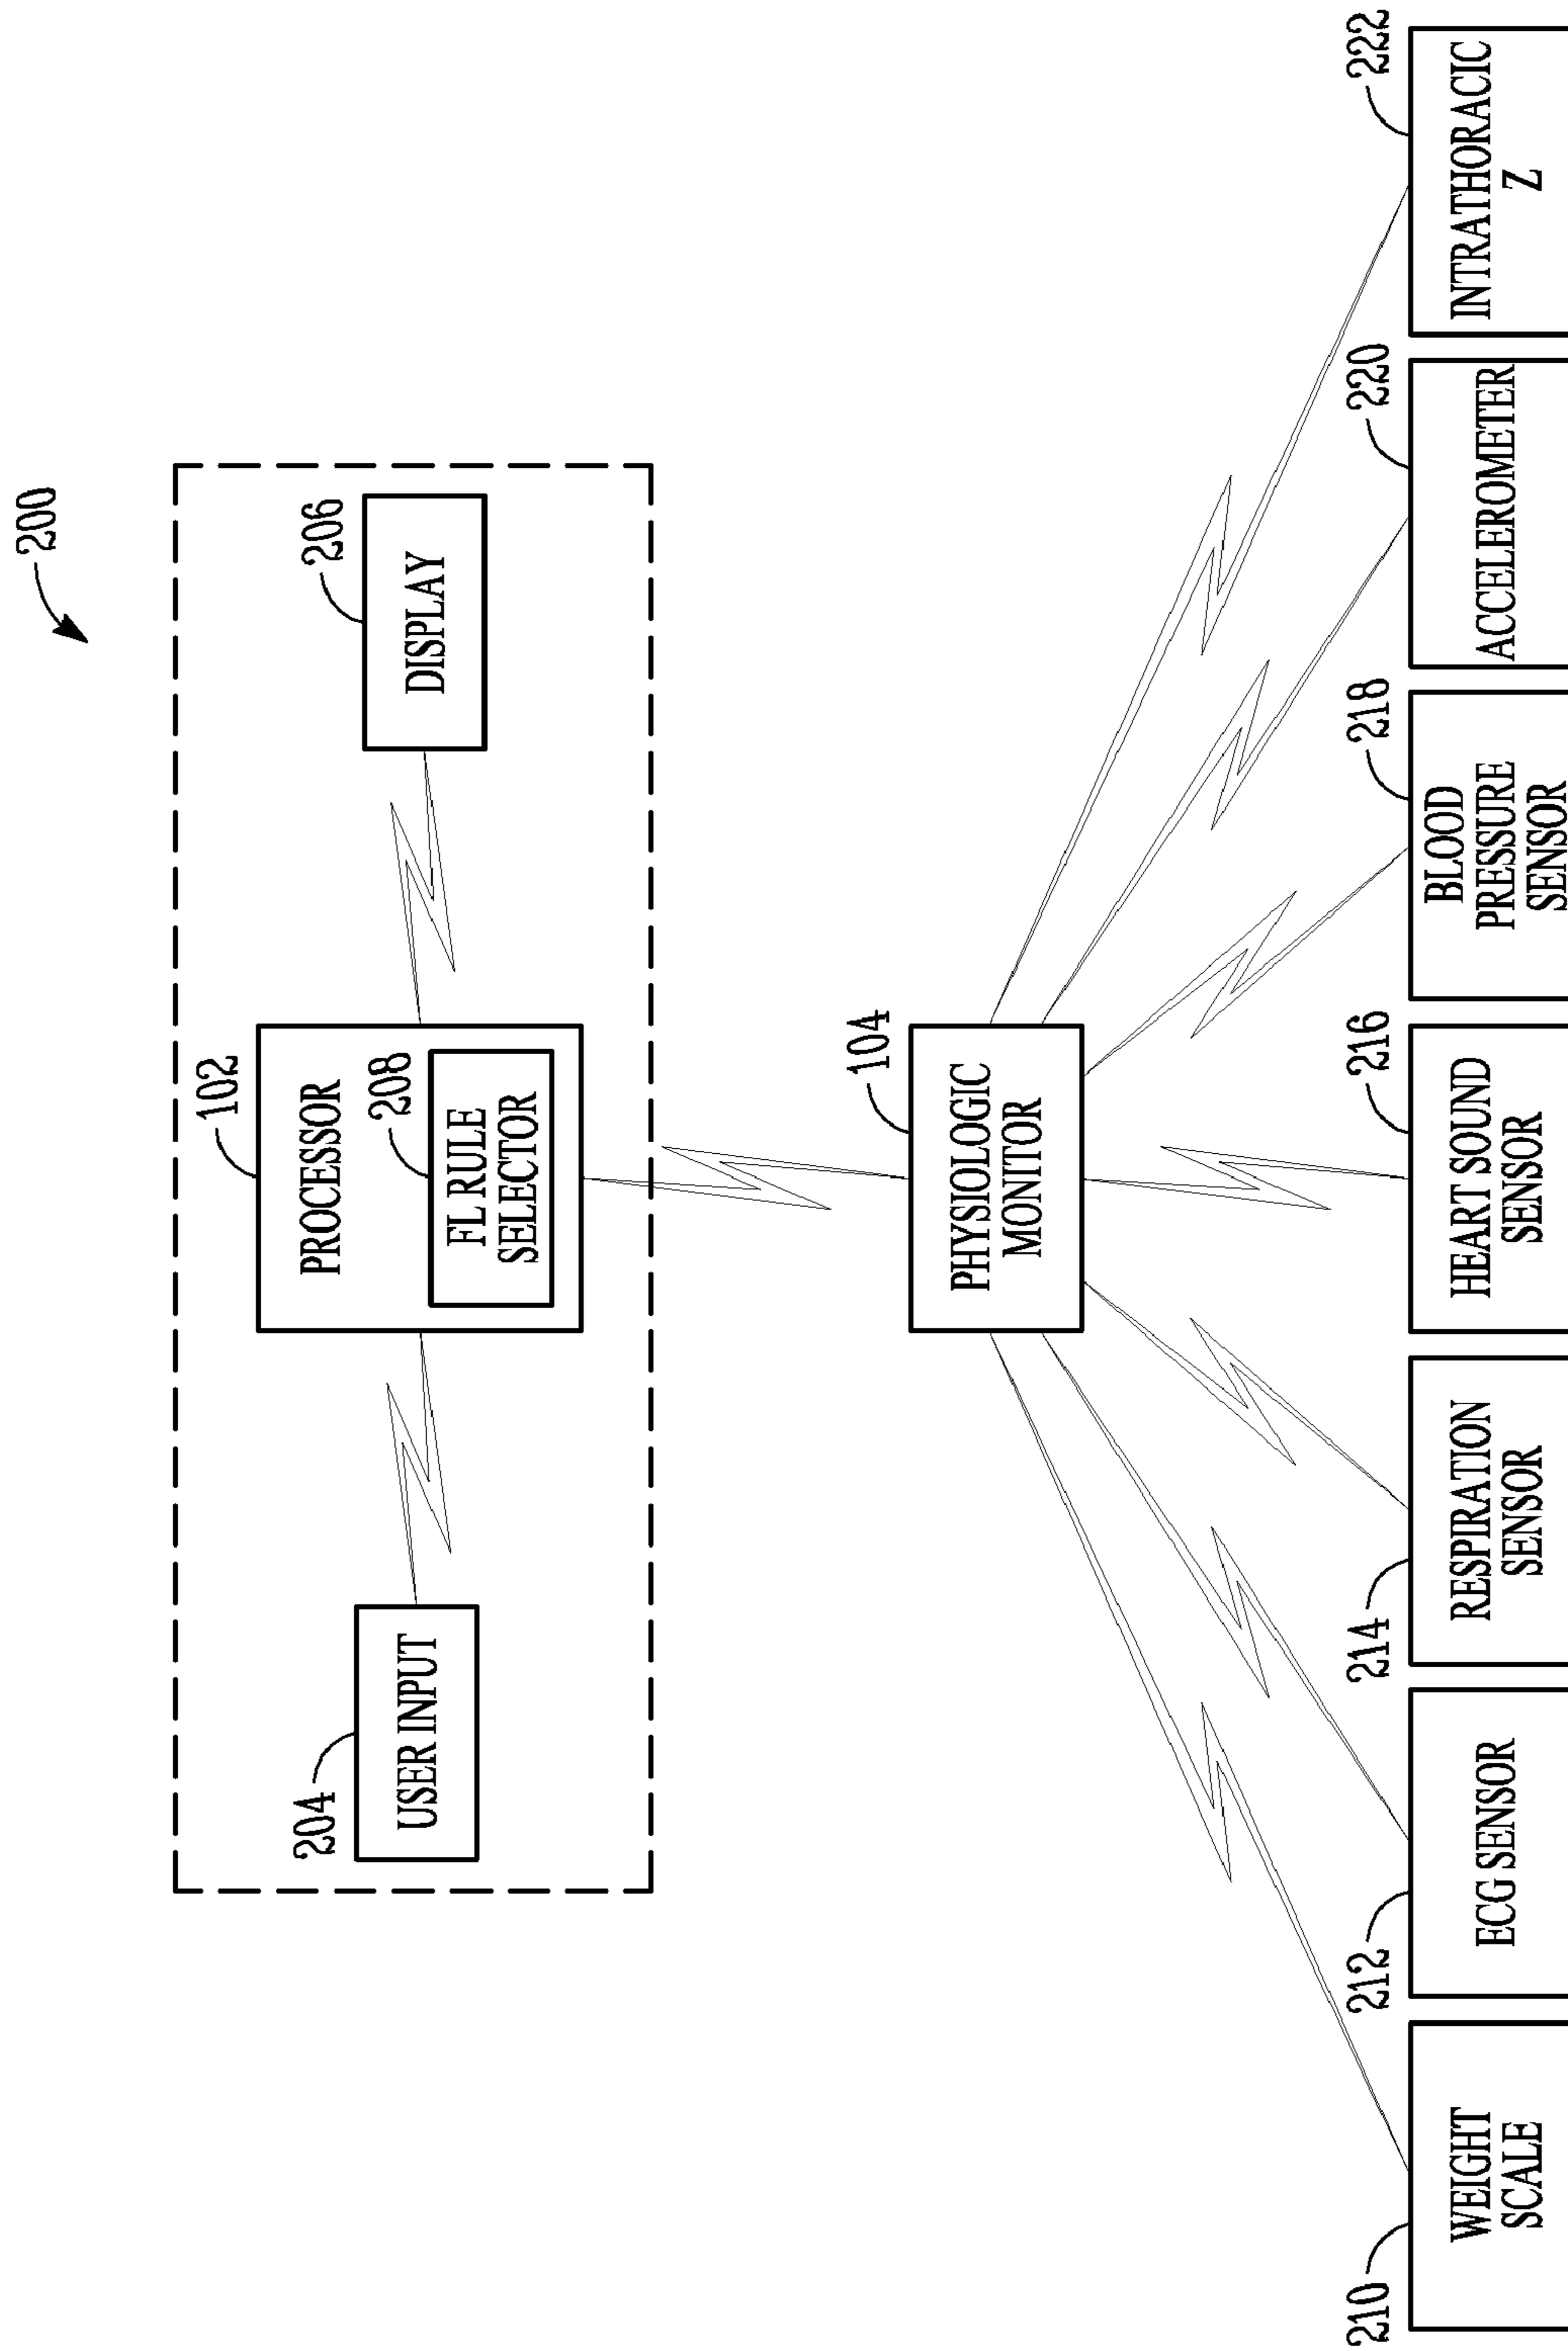 200
102
PROCESSOR
204
USER INPUT
208
FL RULE
SELECTOR
206
DISPLAY
104
PHYSIOLOGIC
MONITOR
210
WEIGHT
SCALE
212
ECG SENSOR
214
RESPIRATION
SENSOR
216
HEART SOUND
SENSOR
218
BLOOD
PRESSURE
SENSOR
220
ACCELEROMETER
222
INTRATHORACIC
Z